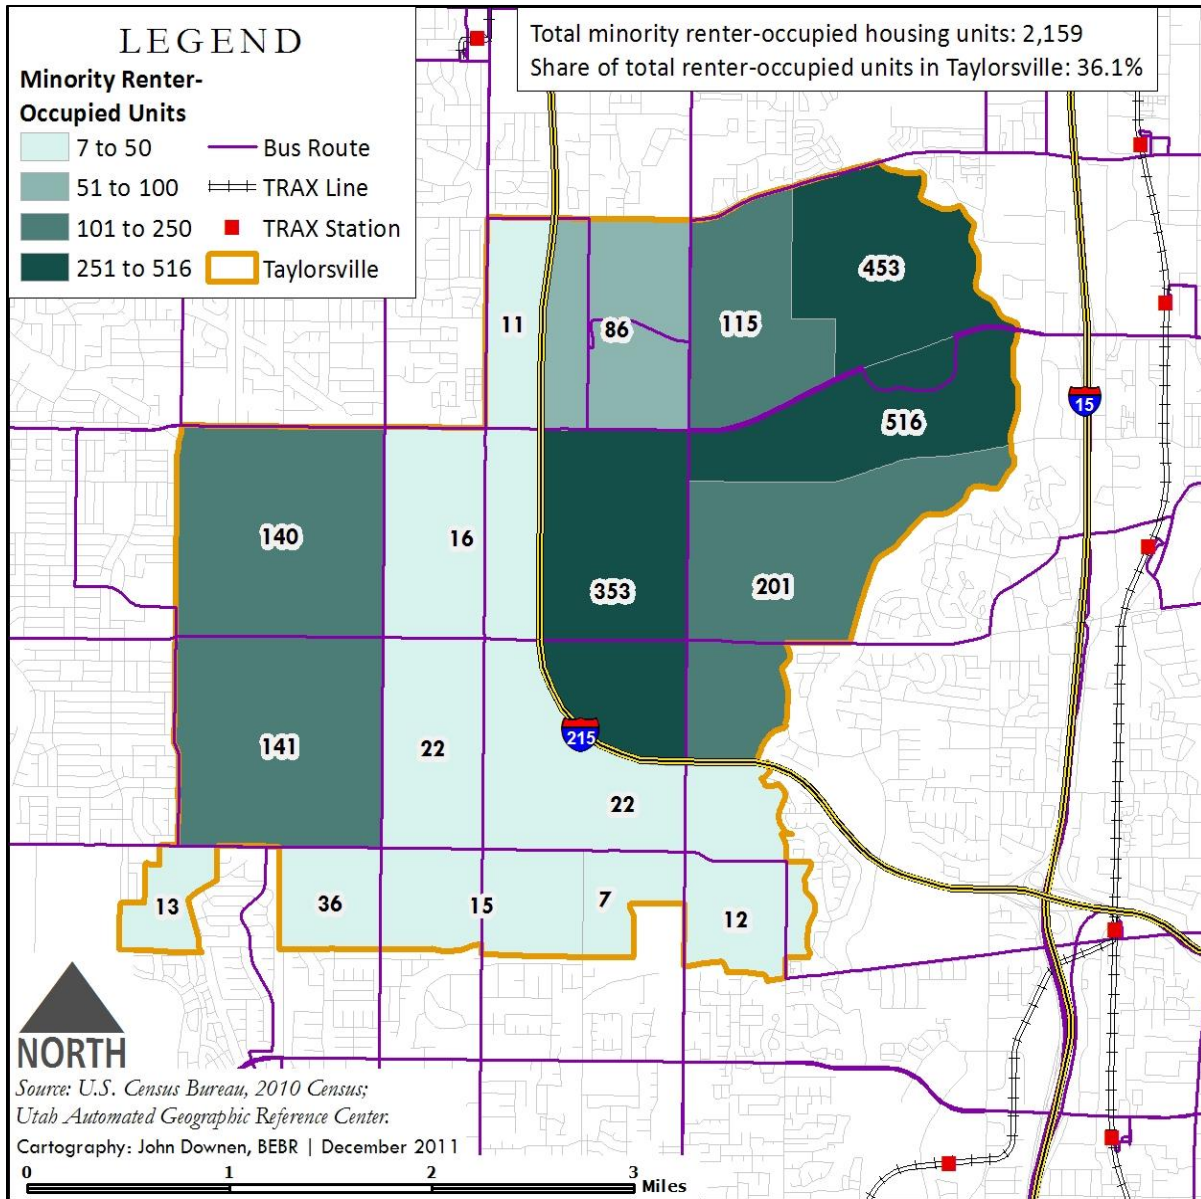 LEGEND
Minority Renter-
Occupied Units
7 to 50
51 to 100
101 to 250
251 to 516
Bus Route
TRAX Line
TRAX Station
Taylorsville
Total minority renter-occupied housing units: 2,159
Share of total renter-occupied units in Taylorsville: 36.1%
453
11
86
115
15
516
140
16
353
201
141
22
215
22
13
36
15
7
12
NORTH
Source: U.S. Census Bureau, 2010 Census;
Utah Automated Geographic Reference Center.
Cartography: John Downen, BEBR | December 2011
0 1 2 3 Miles